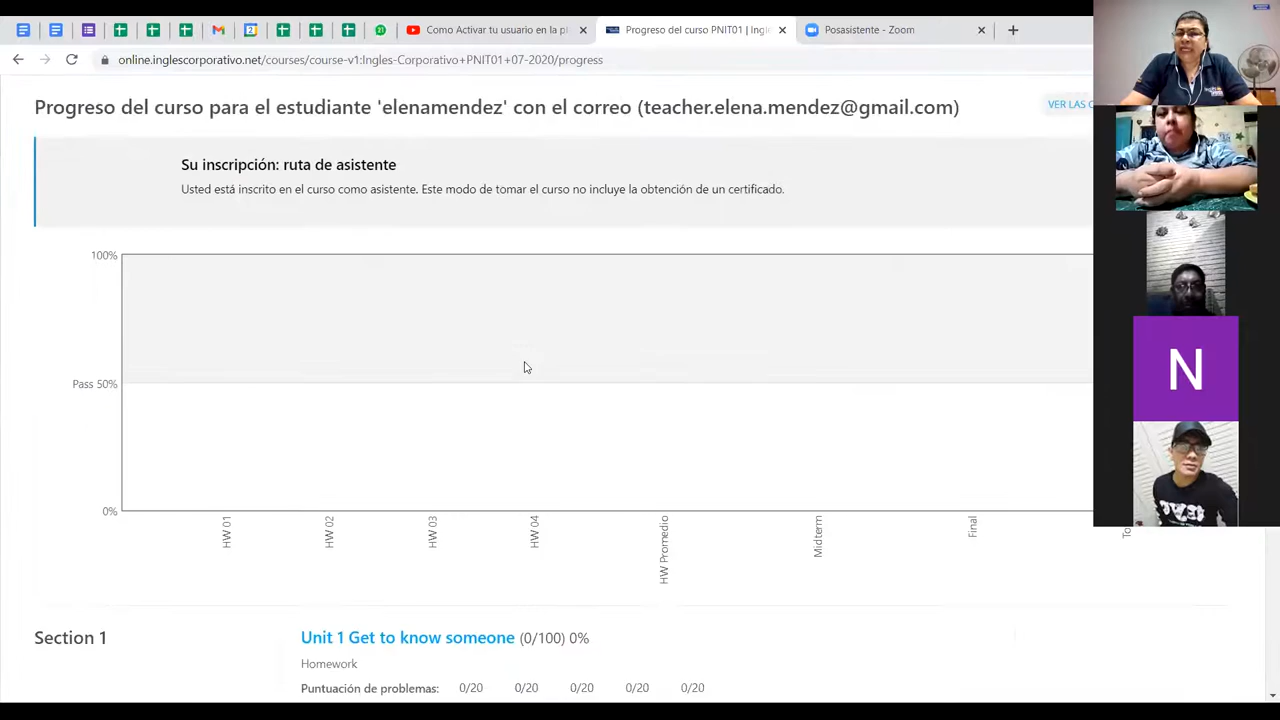 Como Activar tu usuario en la p
Progreso del curso PNIT01 | Ingl
Posasistente - Zoom
online.inglescorporativo.net/courses/course-v1:Ingles-Corporativo+PNIT01+07-2020/progress
Progreso del curso para el estudiante 'elenamendez' con el correo (teacher.elena.mendez@gmail.com)
VER LAS C
Su inscripción: ruta de asistente
Usted está inscrito en el curso como asistente. Este modo de tomar el curso no incluye la obtención de un certificado.
100%
Pass 50%
0%
HW 01
HW 02
HW 03
HW 04
HW Promedio
Midterm
Final
To
N
Section 1
Unit 1 Get to know someone (0/100) 0%
Homework
Puntuación de problemas: 0/20 0/20 0/20 0/20 0/20